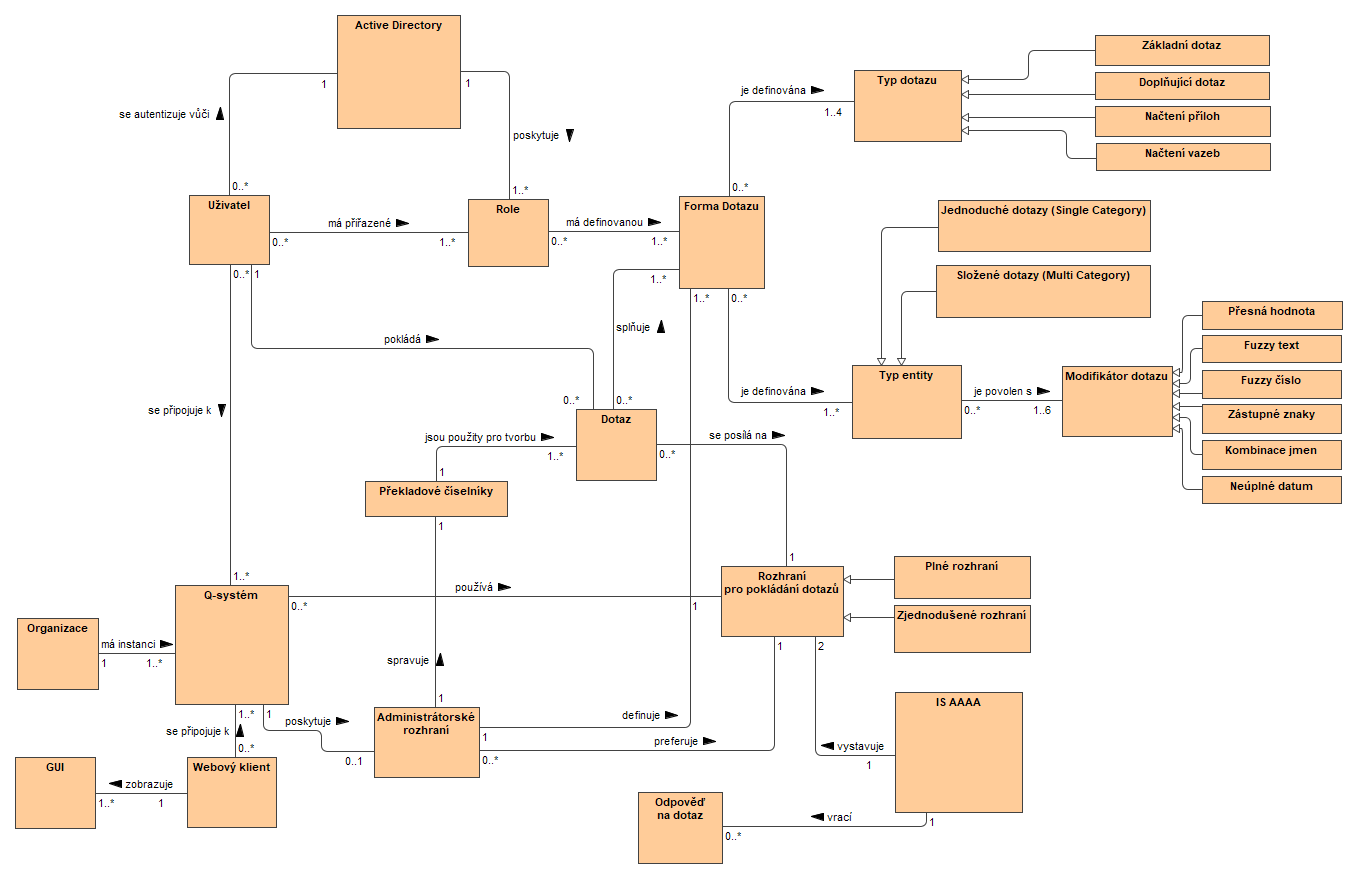 Active Directory
1
1
se autentizuje vůči
poskytuje
0..*
1..*
Uživatel
Role
má přiřazené
0..*
1..*
má definovanou
0..*
1..*
Forma Dotazu
0..*
je definována
1..4
Typ dotazu
Základní dotaz
Doplňující dotaz
Načtení příloh
Načtení vazeb
Jednoduché dotazy (Single Category)
Složené dotazy (Multi Category)
0..*
1
1..*
1..*
0..*
splňuje
pokládá
je definována
1..*
Typ entity
je povolen s
0..*
1..6
Modifikátor dotazu
Přesná hodnota
Fuzzy text
Fuzzy číslo
Zástupné znaky
Kombinace jmen
Neúplné datum
se připojuje k
0..*
0..*
Dotaz
jsou použity pro tvorbu
1..*
1
se posílá na
0..*
Překladové číselníky
1
1
1..*
Q-systém
0..*
používá
1
Rozhraní
pro pokládání dotazů
Plné rozhraní
Zjednodušené rozhraní
Organizace
má instanci
1
1..*
spravuje
1
1
2
1..*
1
poskytuje
0..1
Administrátorské
rozhraní
definuje
1
preferuje
0..*
IS AAAA
vystavuje
1
se připojuje k
0..*
GUI
zobrazuje
1..*
1
Webový klient
Odpověď
na dotaz
vrací
0..*
1